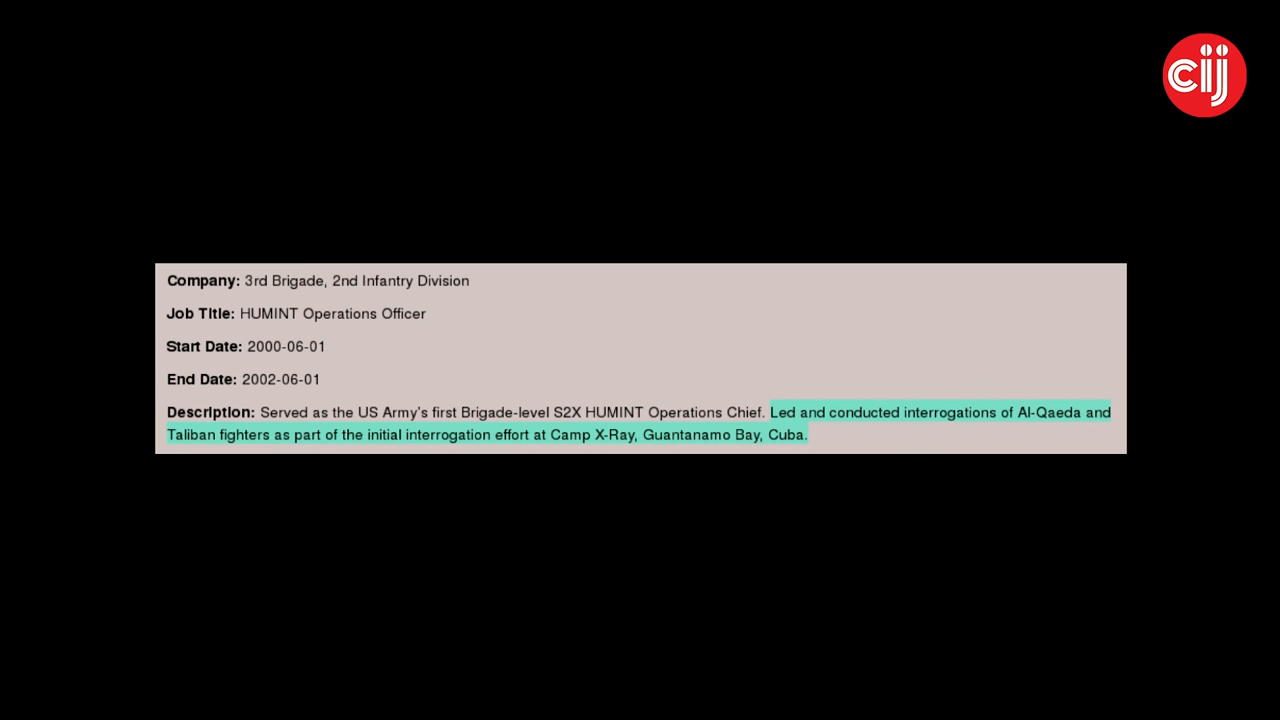 cij
Company: 3rd Brigade, 2nd Infantry Division
Job Title: HUMINT Operations Officer
Start Date: 2000-06-01
End Date: 2002-06-01
Description: Served as the US Army's first Brigade-level S2X HUMINT Operations Chief. Led and conducted interrogations of Al-Qaeda and
Taliban fighters as part of the initial interrogation effort at Camp X-Ray, Guantanamo Bay, Cuba.